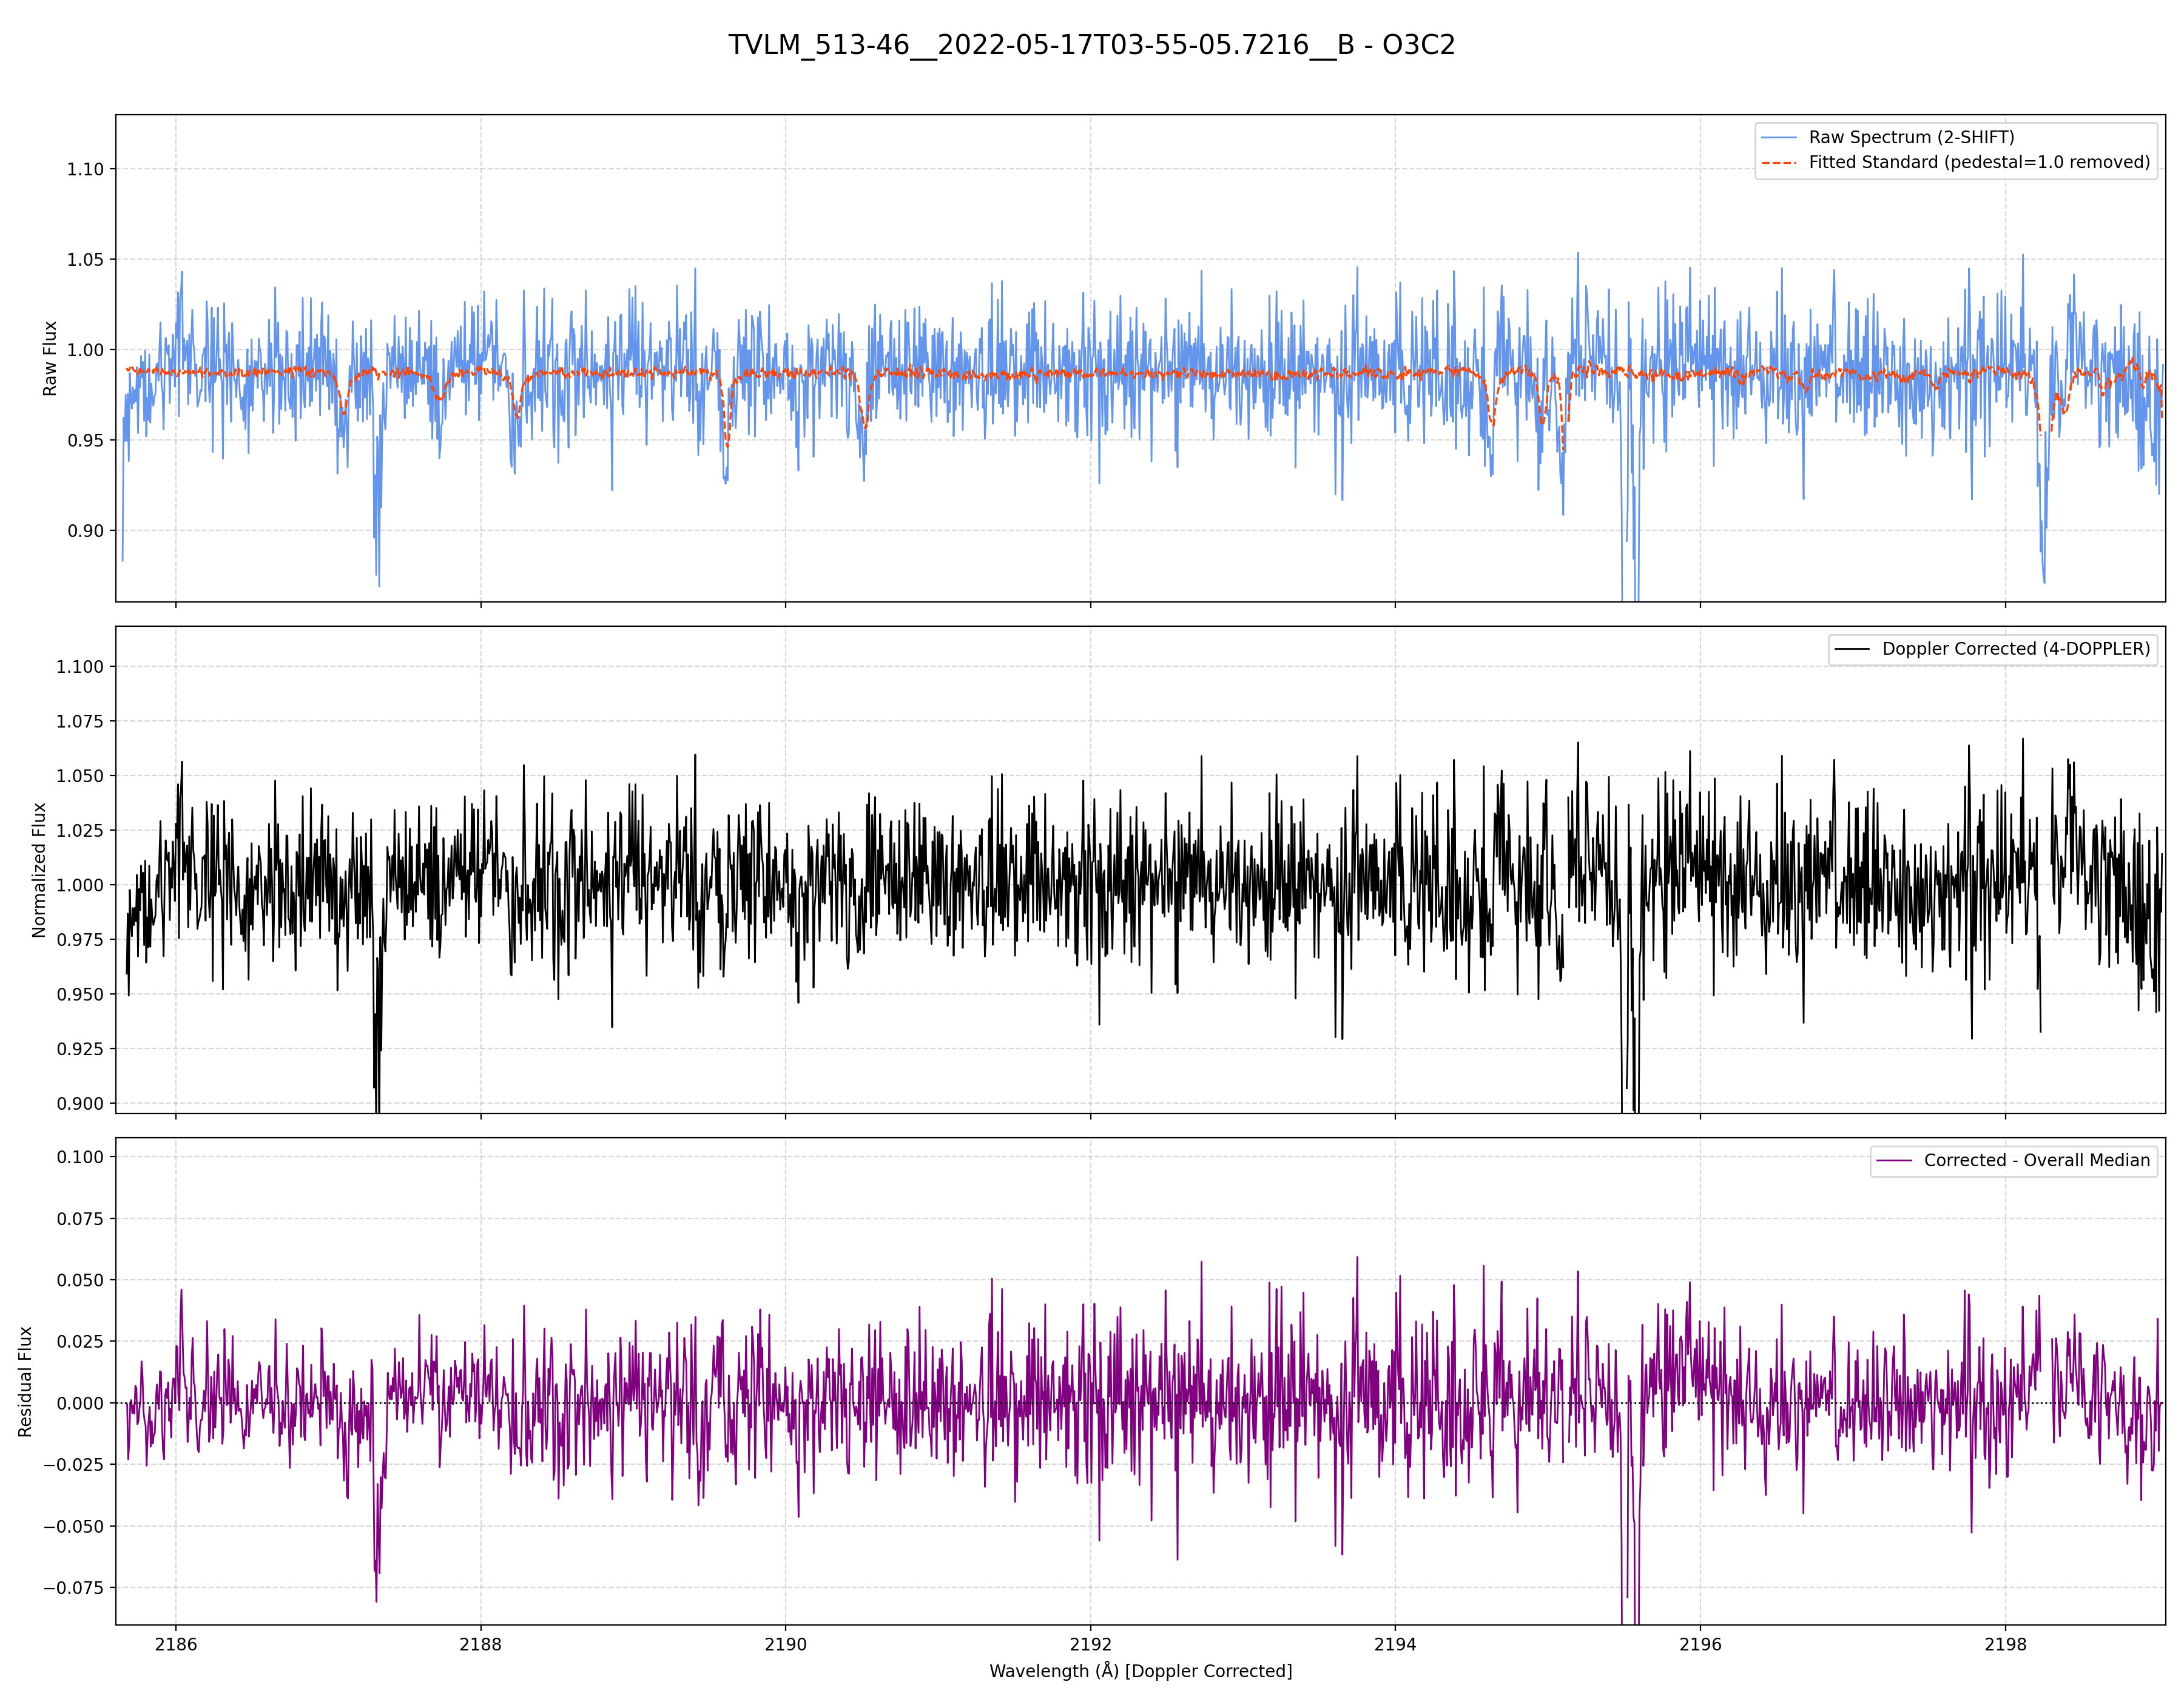 TVLM_513-46__2022-05-17T03-55-05.7216__B - O3C2
Raw Spectrum (2-SHIFT)
Fitted Standard (pedestal=1.0 removed)
Raw Flux
1.10
1.05
1.00
0.95
0.90
Doppler Corrected (4-DOPPLER)
Normalized Flux
1.100
1.075
1.050
1.025
1.000
0.975
0.950
0.925
0.900
Corrected - Overall Median
Residual Flux
0.100
0.075
0.050
0.025
0.000
−0.025
−0.050
−0.075
2186 2188 2190 2192 2194 2196 2198
Wavelength (Å) [Doppler Corrected]